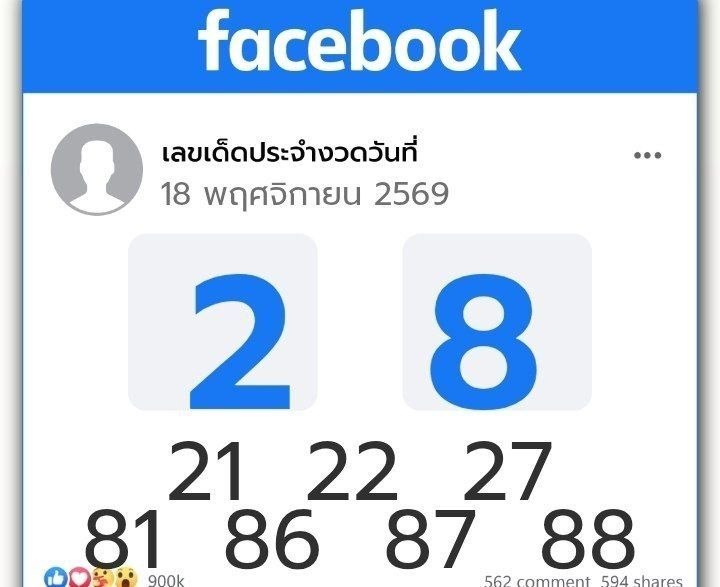 facebook
เลขเด็ดประจำงวดวันที่
18 พฤศจิกายน 2569
2 8
21 22 27
81 86 87 88
900k 562 comment 594 shares